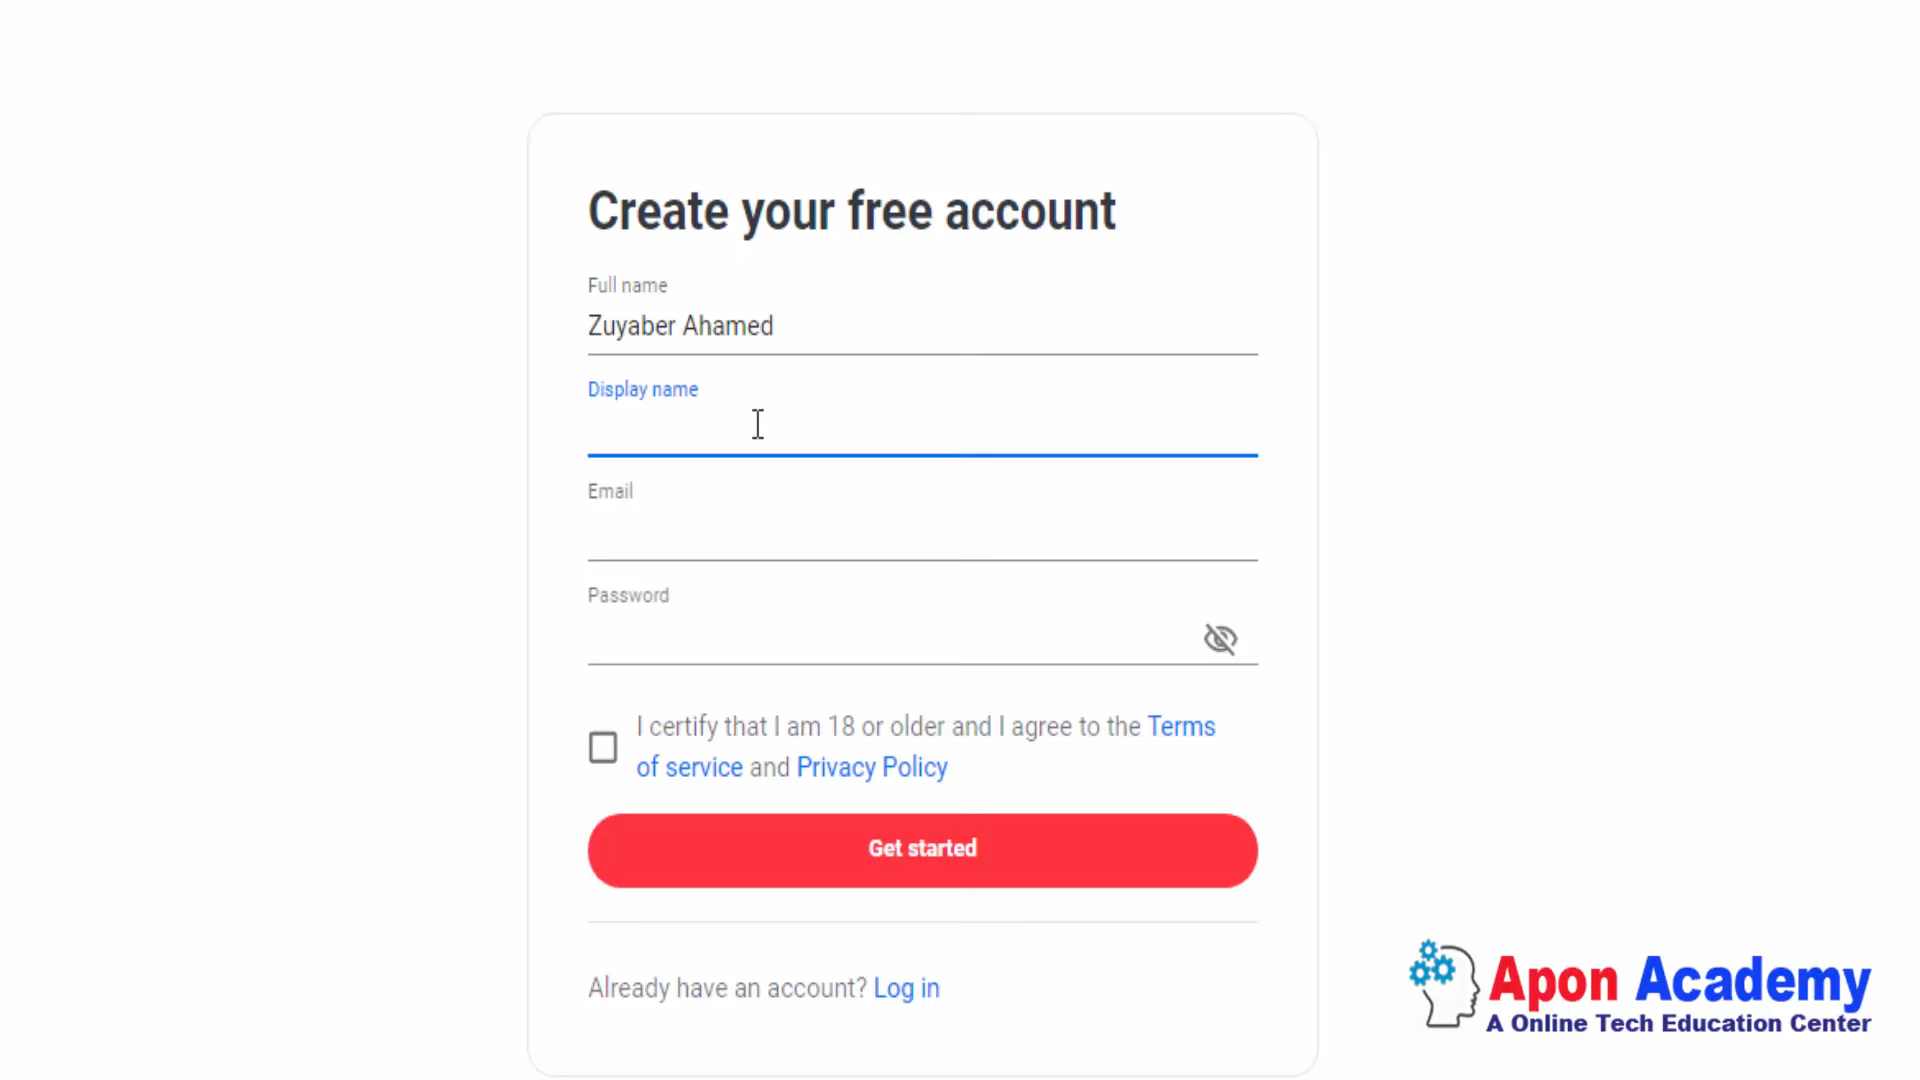 Create your free account
Full name
Zuyaber Ahamed
Display name
Email
Password
I certify that I am 18 or older and I agree to the Terms
of service and Privacy Policy
Get started
Already have an account? Log in
Apon Academy
A Online Tech Education Center